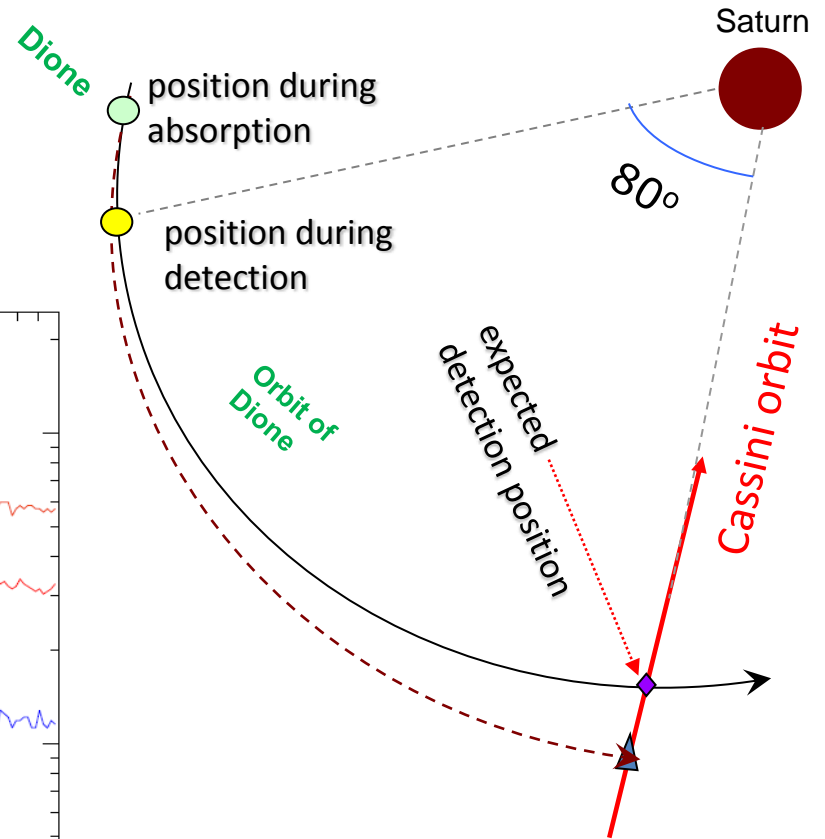 Saturn
Dione
position during
absorption
80º
position during
detection
expected
detection position
Orbit of
Dione
Cassini orbit